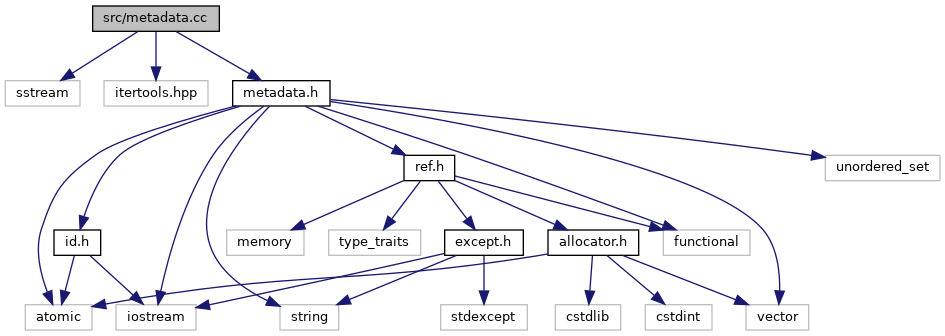 src/metadata.cc
sstream
itertools.hpp
metadata.h
ref.h
unordered_set
id.h
memory
type_traits
except.h
allocator.h
functional
atomic
iostream
string
stdexcept
cstdlib
cstdint
vector